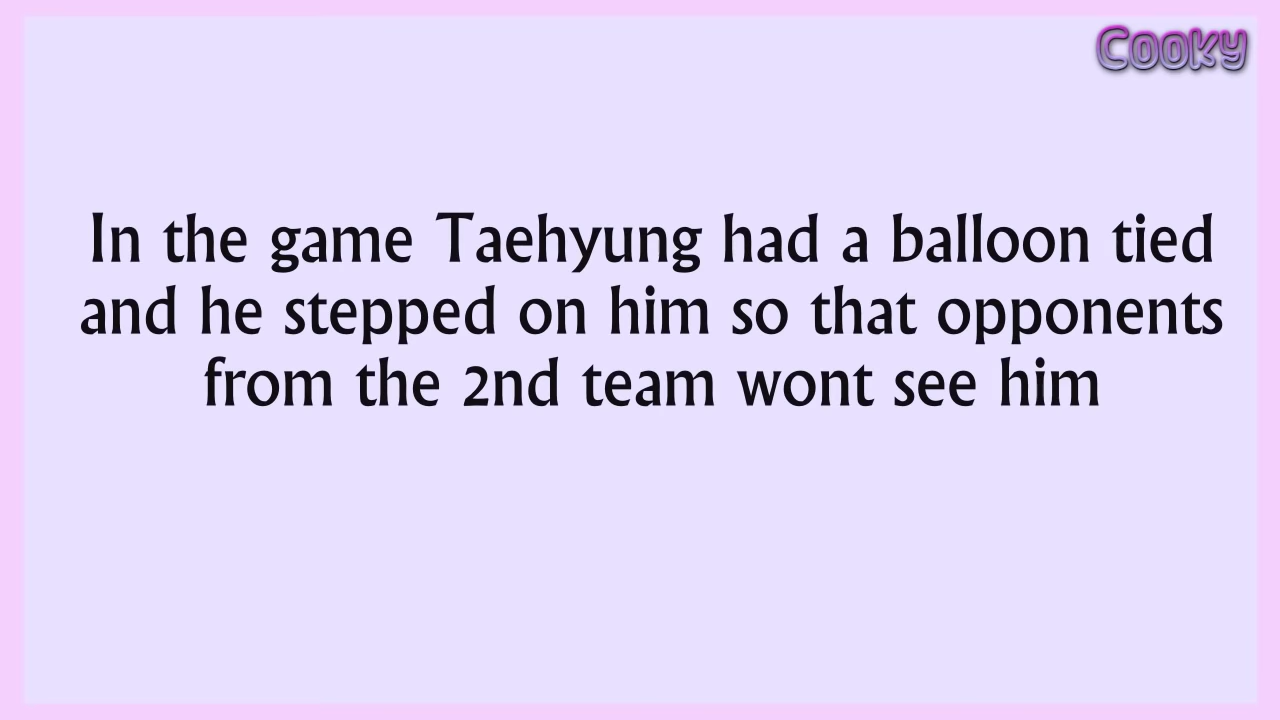 Cooky
In the game Taehyung had a balloon tied
and he stepped on him so that opponents
from the 2nd team wont see him